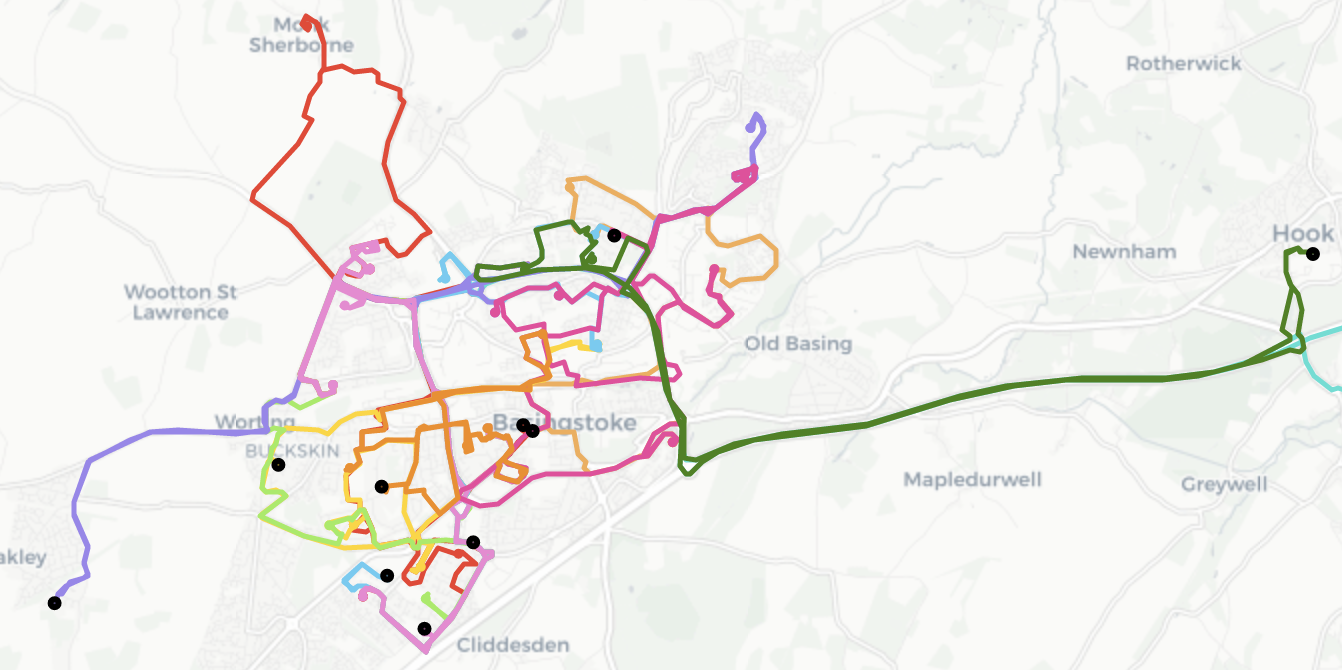 Monk
Sherborne
Rotherwick
Hook
Newnham
Wootton St
Lawrence
Old Basing
Worting
Basingstoke
BUCKSKIN
Mapledurwell
Greywell
akley
Cliddesden